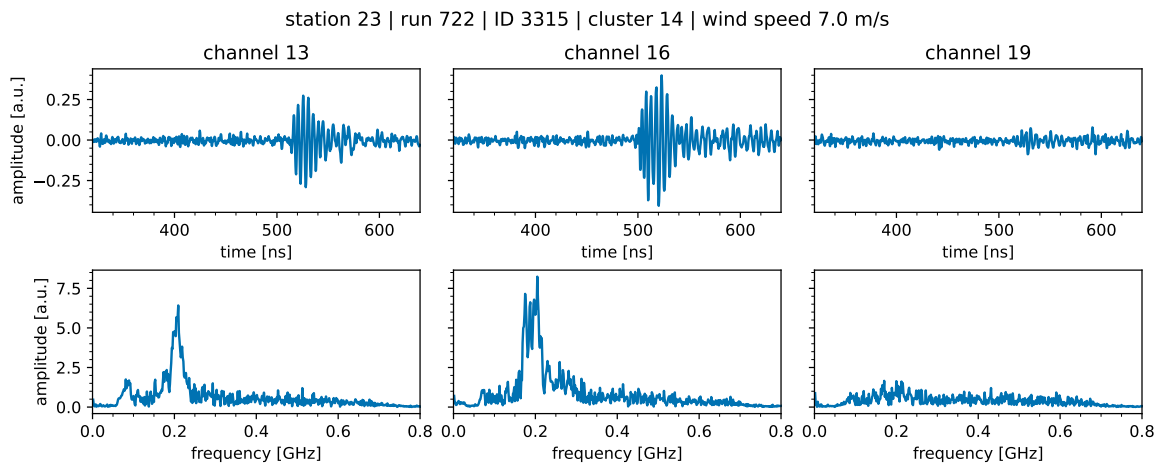 station 23 | run 722 | ID 3315 | cluster 14 | wind speed 7.0 m/s
channel 13 channel 16 channel 19
amplitude [a.u.]
0.25
0.00
−0.25
400 500 600 400 500 600 400 500 600
time [ns] time [ns] time [ns]
amplitude [a.u.]
7.5
5.0
2.5
0.0
0.0 0.2 0.4 0.6 0.8 0.0 0.2 0.4 0.6 0.8 0.0 0.2 0.4 0.6 0.8
frequency [GHz] frequency [GHz] frequency [GHz]